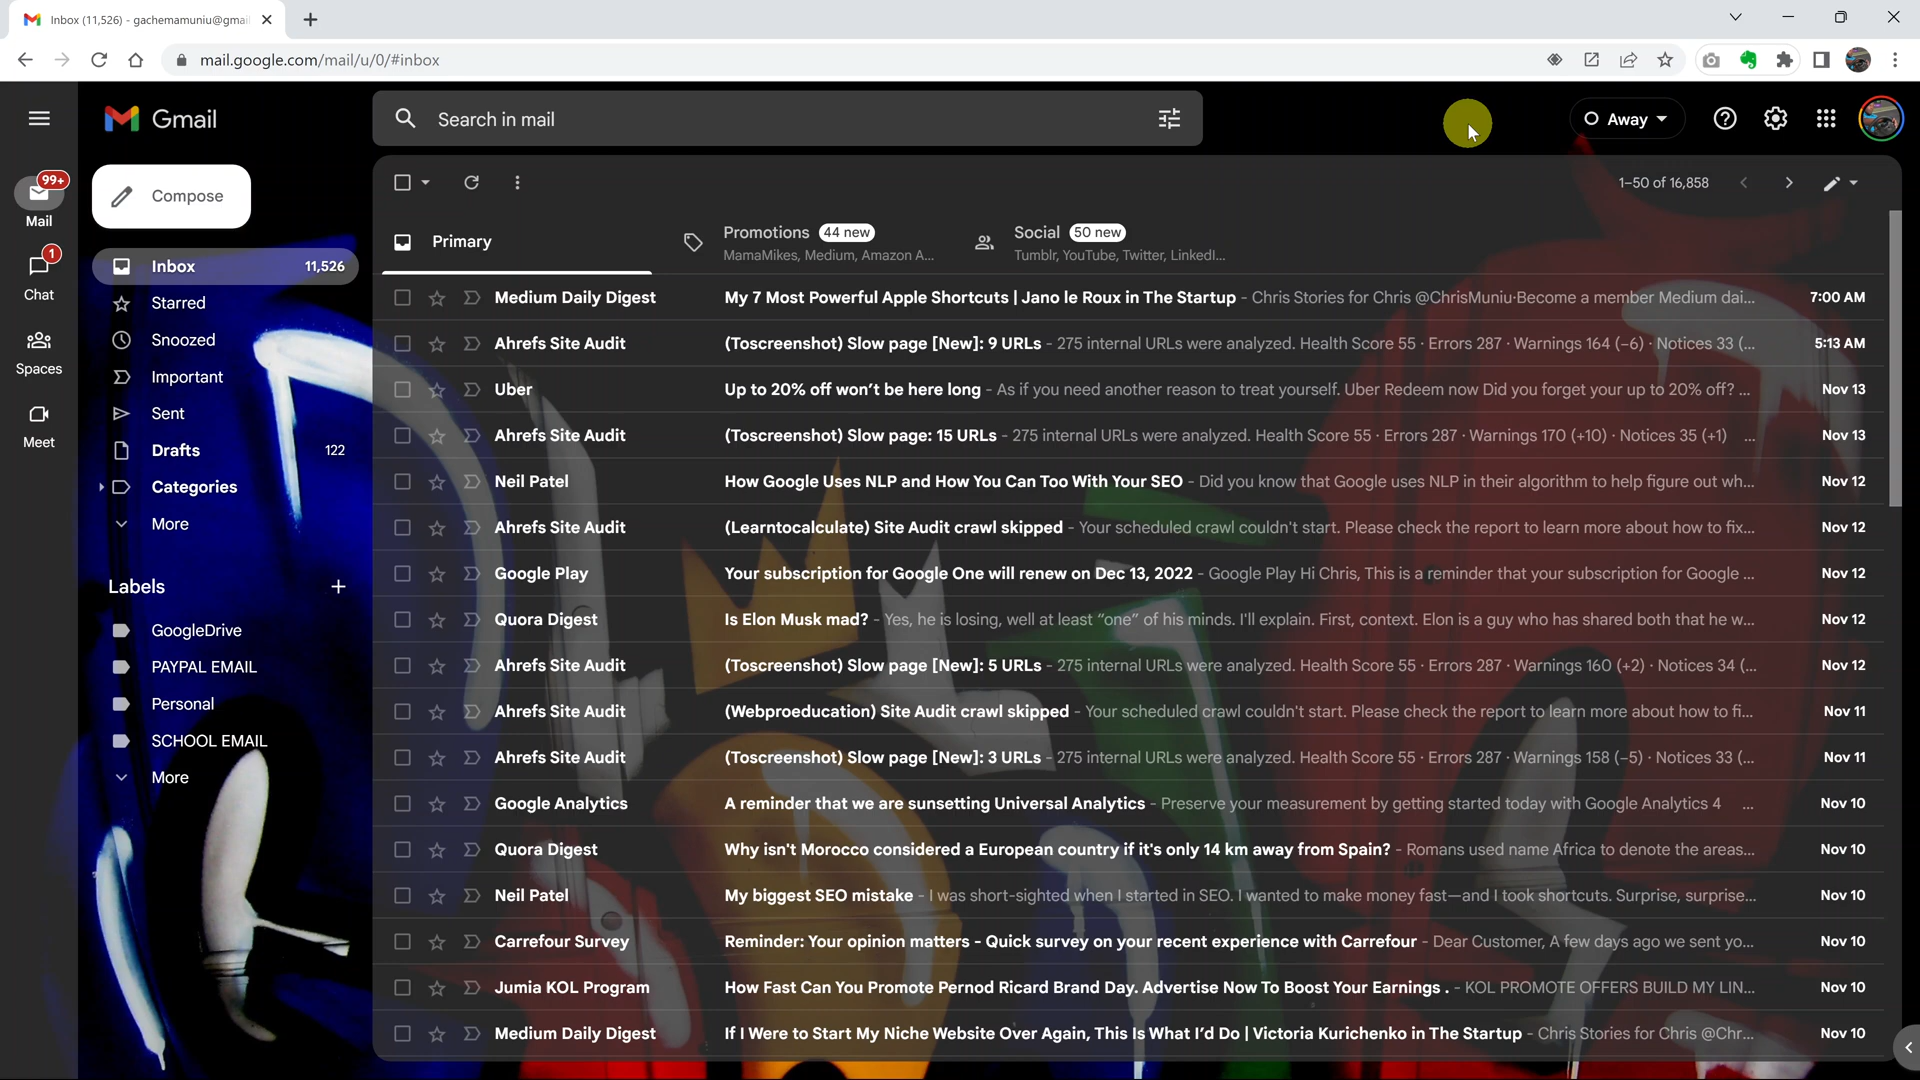 Inbox (11,526) - gachemamuniu@gmai
mail.google.com/mail/u/0/#inbox
Gmail
Search in mail
Away
99+
Mail
1
Chat
Spaces
Meet
Compose
Inbox 11,526
Starred
Snoozed
Important
Sent
Drafts 122
Categories
More
Labels
GoogleDrive
PAYPAL EMAIL
Personal
SCHOOL EMAIL
More
1–50 of 16,858
Primary
Promotions 44 new
MamaMikes, Medium, Amazon A...
Social 50 new
Tumblr, YouTube, Twitter, LinkedI...
Medium Daily Digest My 7 Most Powerful Apple Shortcuts | Jano le Roux in The Startup - Chris Stories for Chris @ChrisMuniu·Become a member Medium dai... 7:00 AM
Ahrefs Site Audit (Toscreenshot) Slow page [New]: 9 URLs - 275 internal URLs were analyzed. Health Score 55 · Errors 287 · Warnings 164 (−6) · Notices 33 (... 5:13 AM
Uber Up to 20% off won’t be here long - As if you need another reason to treat yourself. Uber Redeem now Did you forget your up to 20% off? ... Nov 13
Ahrefs Site Audit (Toscreenshot) Slow page: 15 URLs - 275 internal URLs were analyzed. Health Score 55 · Errors 287 · Warnings 170 (+10) · Notices 35 (+1) ... Nov 13
Neil Patel How Google Uses NLP and How You Can Too With Your SEO - Did you know that Google uses NLP in their algorithm to help figure out wh... Nov 12
Ahrefs Site Audit (Learntocalculate) Site Audit crawl skipped - Your scheduled crawl couldn't start. Please check the report to learn more about how to fix... Nov 12
Google Play Your subscription for Google One will renew on Dec 13, 2022 - Google Play Hi Chris, This is a reminder that your subscription for Google ... Nov 12
Quora Digest Is Elon Musk mad? - Yes, he is losing, well at least “one” of his minds. I'll explain. First, context. Elon is a guy who has shared both that he w... Nov 12
Ahrefs Site Audit (Toscreenshot) Slow page [New]: 5 URLs - 275 internal URLs were analyzed. Health Score 55 · Errors 287 · Warnings 160 (+2) · Notices 34 (... Nov 12
Ahrefs Site Audit (Webproeducation) Site Audit crawl skipped - Your scheduled crawl couldn't start. Please check the report to learn more about how to fi... Nov 11
Ahrefs Site Audit (Toscreenshot) Slow page [New]: 3 URLs - 275 internal URLs were analyzed. Health Score 55 · Errors 287 · Warnings 158 (−5) · Notices 33 (... Nov 11
Google Analytics A reminder that we are sunsetting Universal Analytics - Preserve your measurement by getting started today with Google Analytics 4 ... Nov 10
Quora Digest Why isn't Morocco considered a European country if it's only 14 km away from Spain? - Romans used name Africa to denote the areas... Nov 10
Neil Patel My biggest SEO mistake - I was short-sighted when I started in SEO. I wanted to make money fast—and I took shortcuts. Surprise, surprise... Nov 10
Carrefour Survey Reminder: Your opinion matters - Quick survey on your recent experience with Carrefour - Dear Customer, A few days ago we sent yo... Nov 10
Jumia KOL Program How Fast Can You Promote Pernod Ricard Brand Day. Advertise Now To Boost Your Earnings . - KOL PROMOTE OFFERS BUILD MY LIN... Nov 10
Medium Daily Digest If I Were to Start My Niche Website Over Again, This Is What I’d Do | Victoria Kurichenko in The Startup - Chris Stories for Chris @Chr... Nov 10